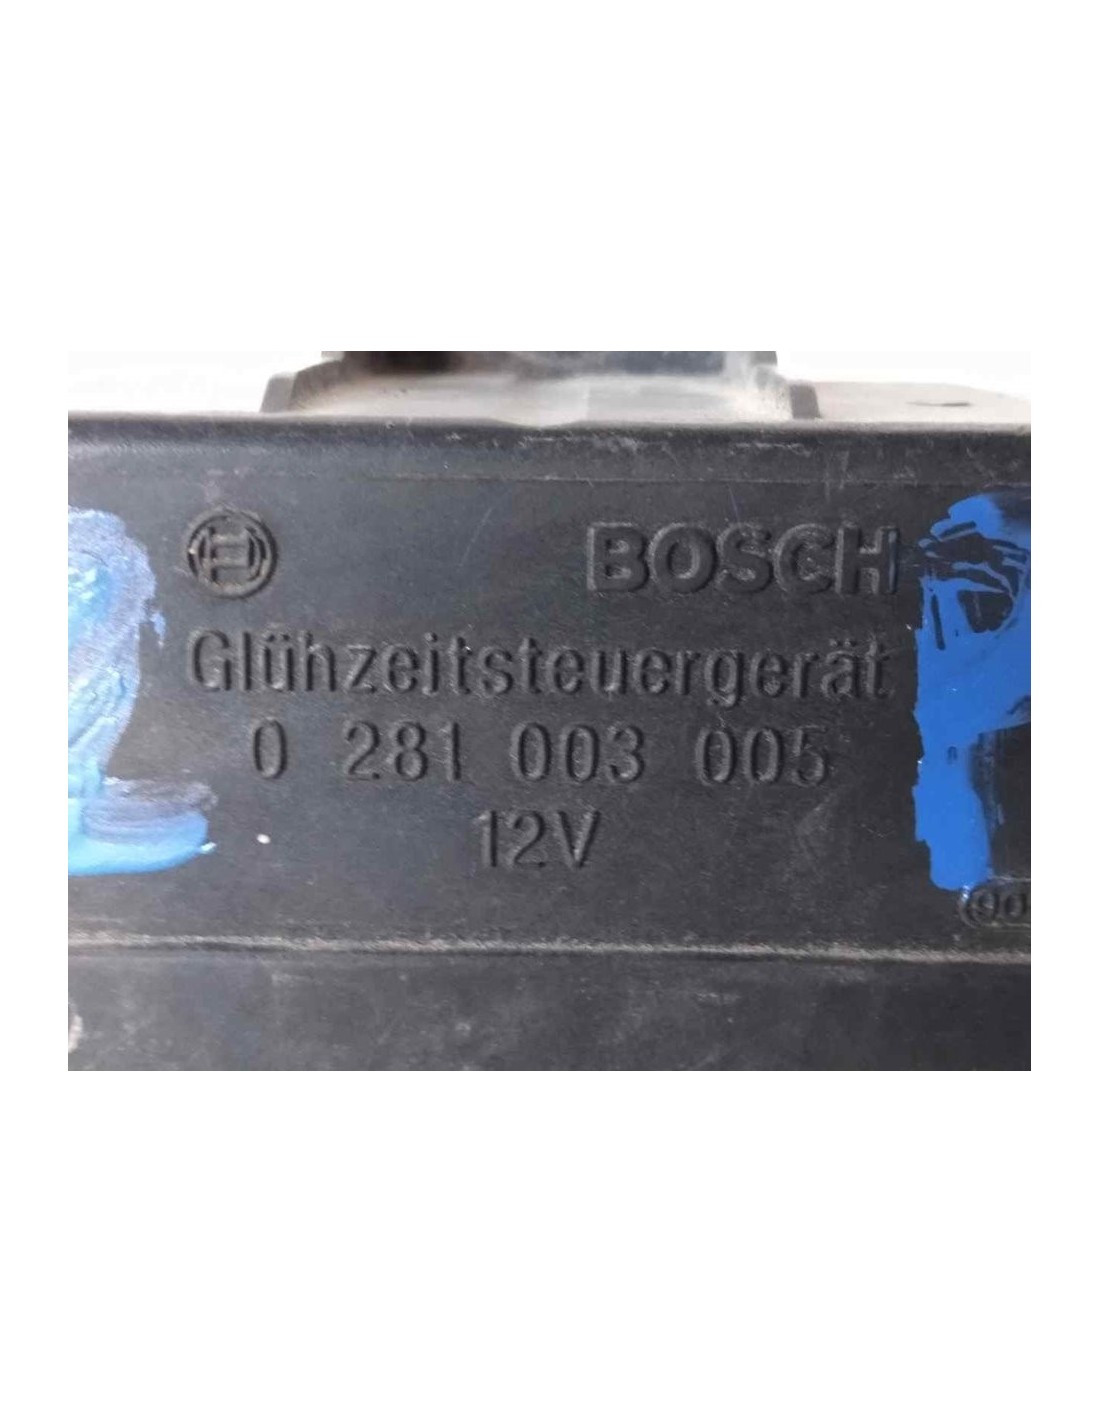 BOSCH
Glühzeitsteuergerät
0 281 003 005
12V